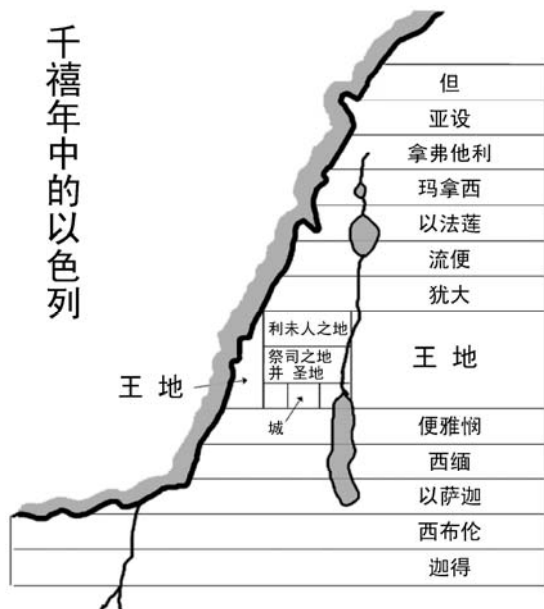 千禧年中的以色列
但
亚设
拿弗他利
玛拿西
以法莲
流便
犹大
利未人之地
祭司之地
井 圣地
王 地
王 地
城
便雅悯
西缅
以萨迦
西布伦
迦得